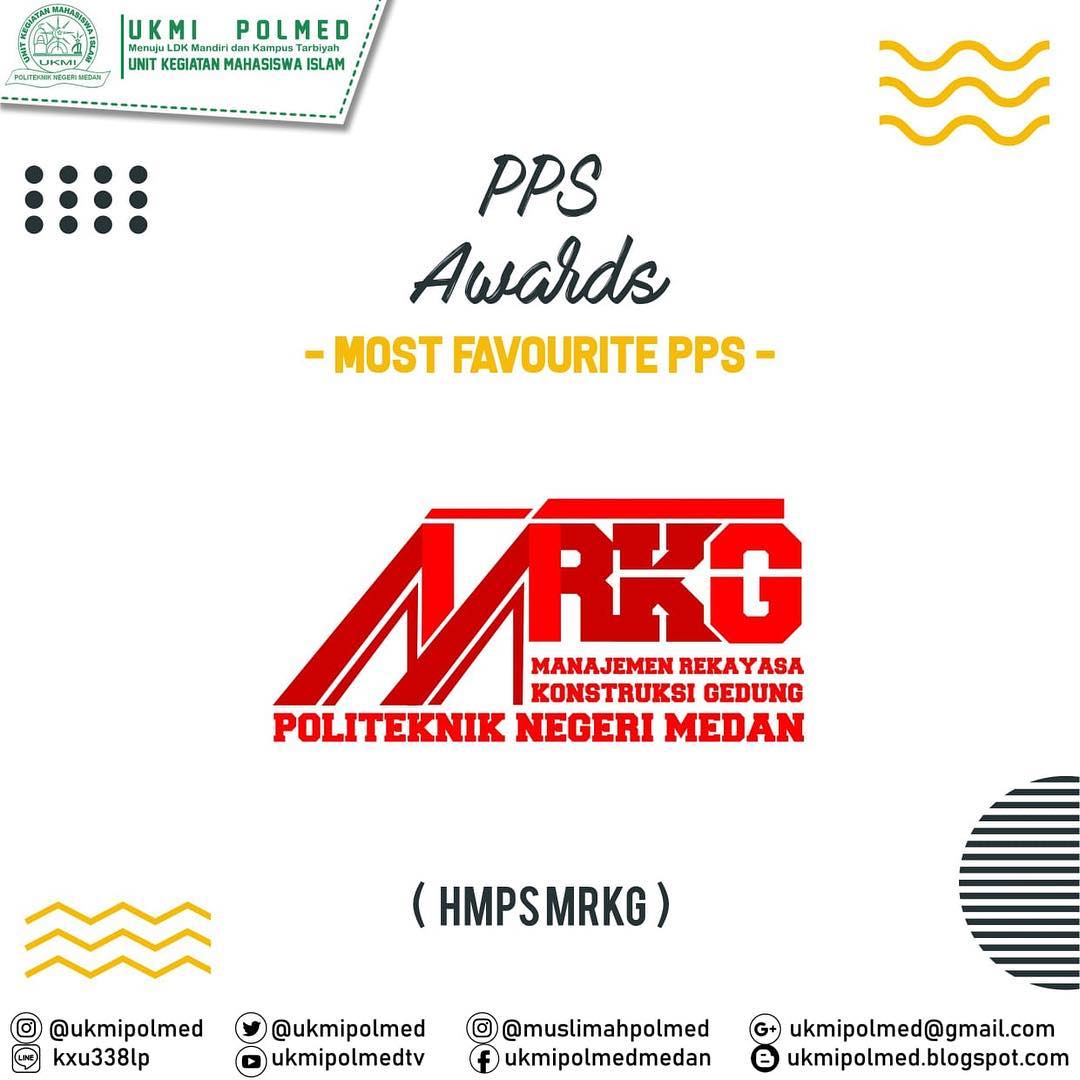 UNIT KEGIATAN MAHASISWA ISLAM
UKMI
POLITEKNIK NEGERI MEDAN
UKMI POLMED
Menuju LDK Mandiri dan Kampus Tarbiyah
UNIT KEGIATAN MAHASISWA ISLAM
PPS
Awards
- MOST FAVOURITE PPS -
MRKG
MANAJEMEN REKAYASA
KONSTRUKSI GEDUNG
POLITEKNIK NEGERI MEDAN
( HMPS MRKG )
@ukmipolmed @ukmipolmed @muslimahpolmed G+ ukmipolmed@gmail.com
LINE kxu338lp ukmipolmedtv ukmipolmedmedan ukmipolmed.blogspot.com